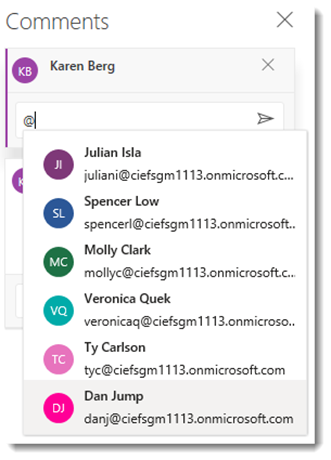 Comments
KB Karen Berg
@
JI Julian Isla
juliani@ciefsgm1113.onmicrosoft.c...
SL Spencer Low
spencerl@ciefsgm1113.onmicrosoft..
MC Molly Clark
mollyc@ciefsgm1113.onmicrosoft.c...
VQ Veronica Quek
veronicaq@ciefsgm1113.onmicroso..
TC Ty Carlson
tyc@ciefsgm1113.onmicrosoft.com
DJ Dan Jump
danj@ciefsgm1113.onmicrosoft.com